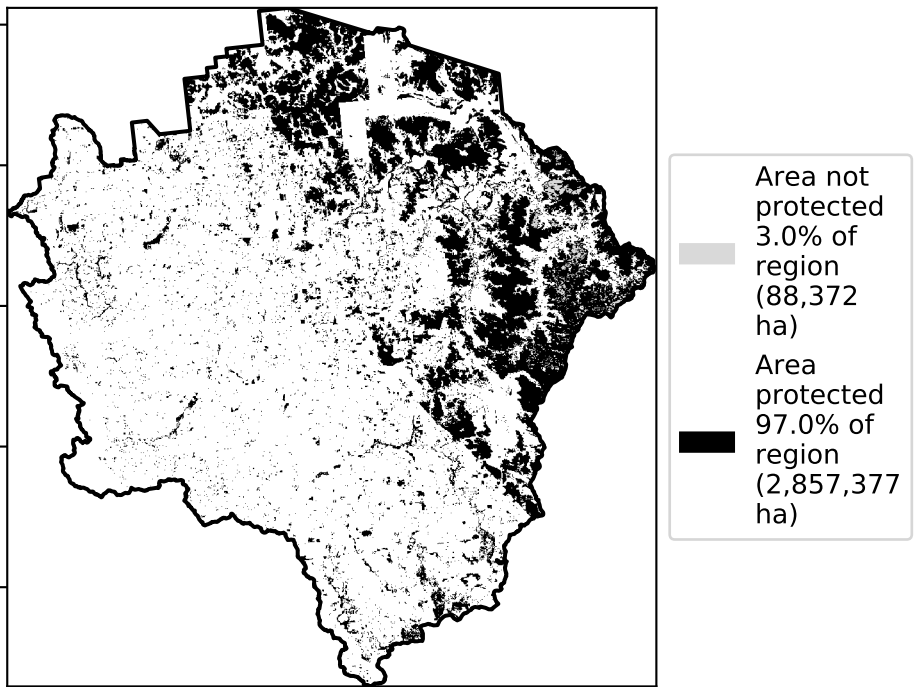 Area not
protected
3.0% of
region
(88,372
ha)
Area
protected
97.0% of
region
(2,857,377
ha)